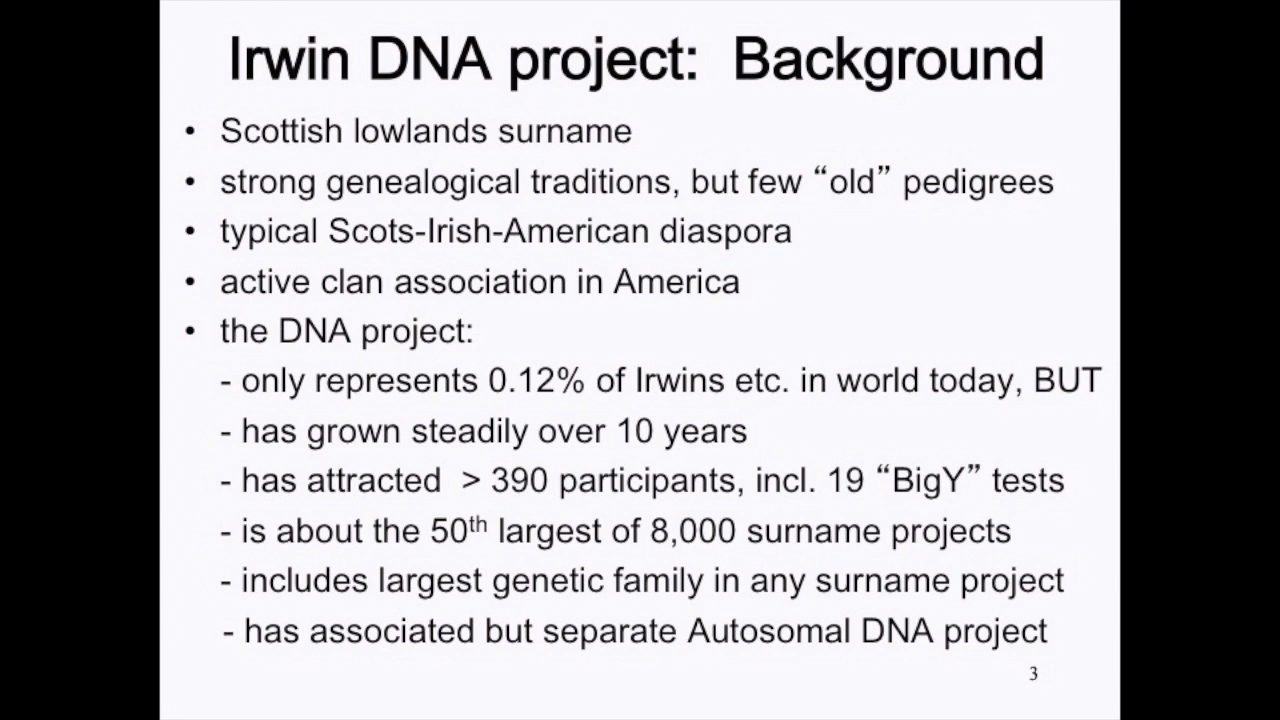 Irwin DNA project:  Background
• Scottish lowlands surname
• strong genealogical traditions, but few “old” pedigrees
• typical Scots-Irish-American diaspora
• active clan association in America
• the DNA project:
- only represents 0.12% of Irwins etc. in world today, BUT
- has grown steadily over 10 years
- has attracted  > 390 participants, incl. 19 “BigY” tests
- is about the 50th largest of 8,000 surname projects
- includes largest genetic family in any surname project
- has associated but separate Autosomal DNA project
3